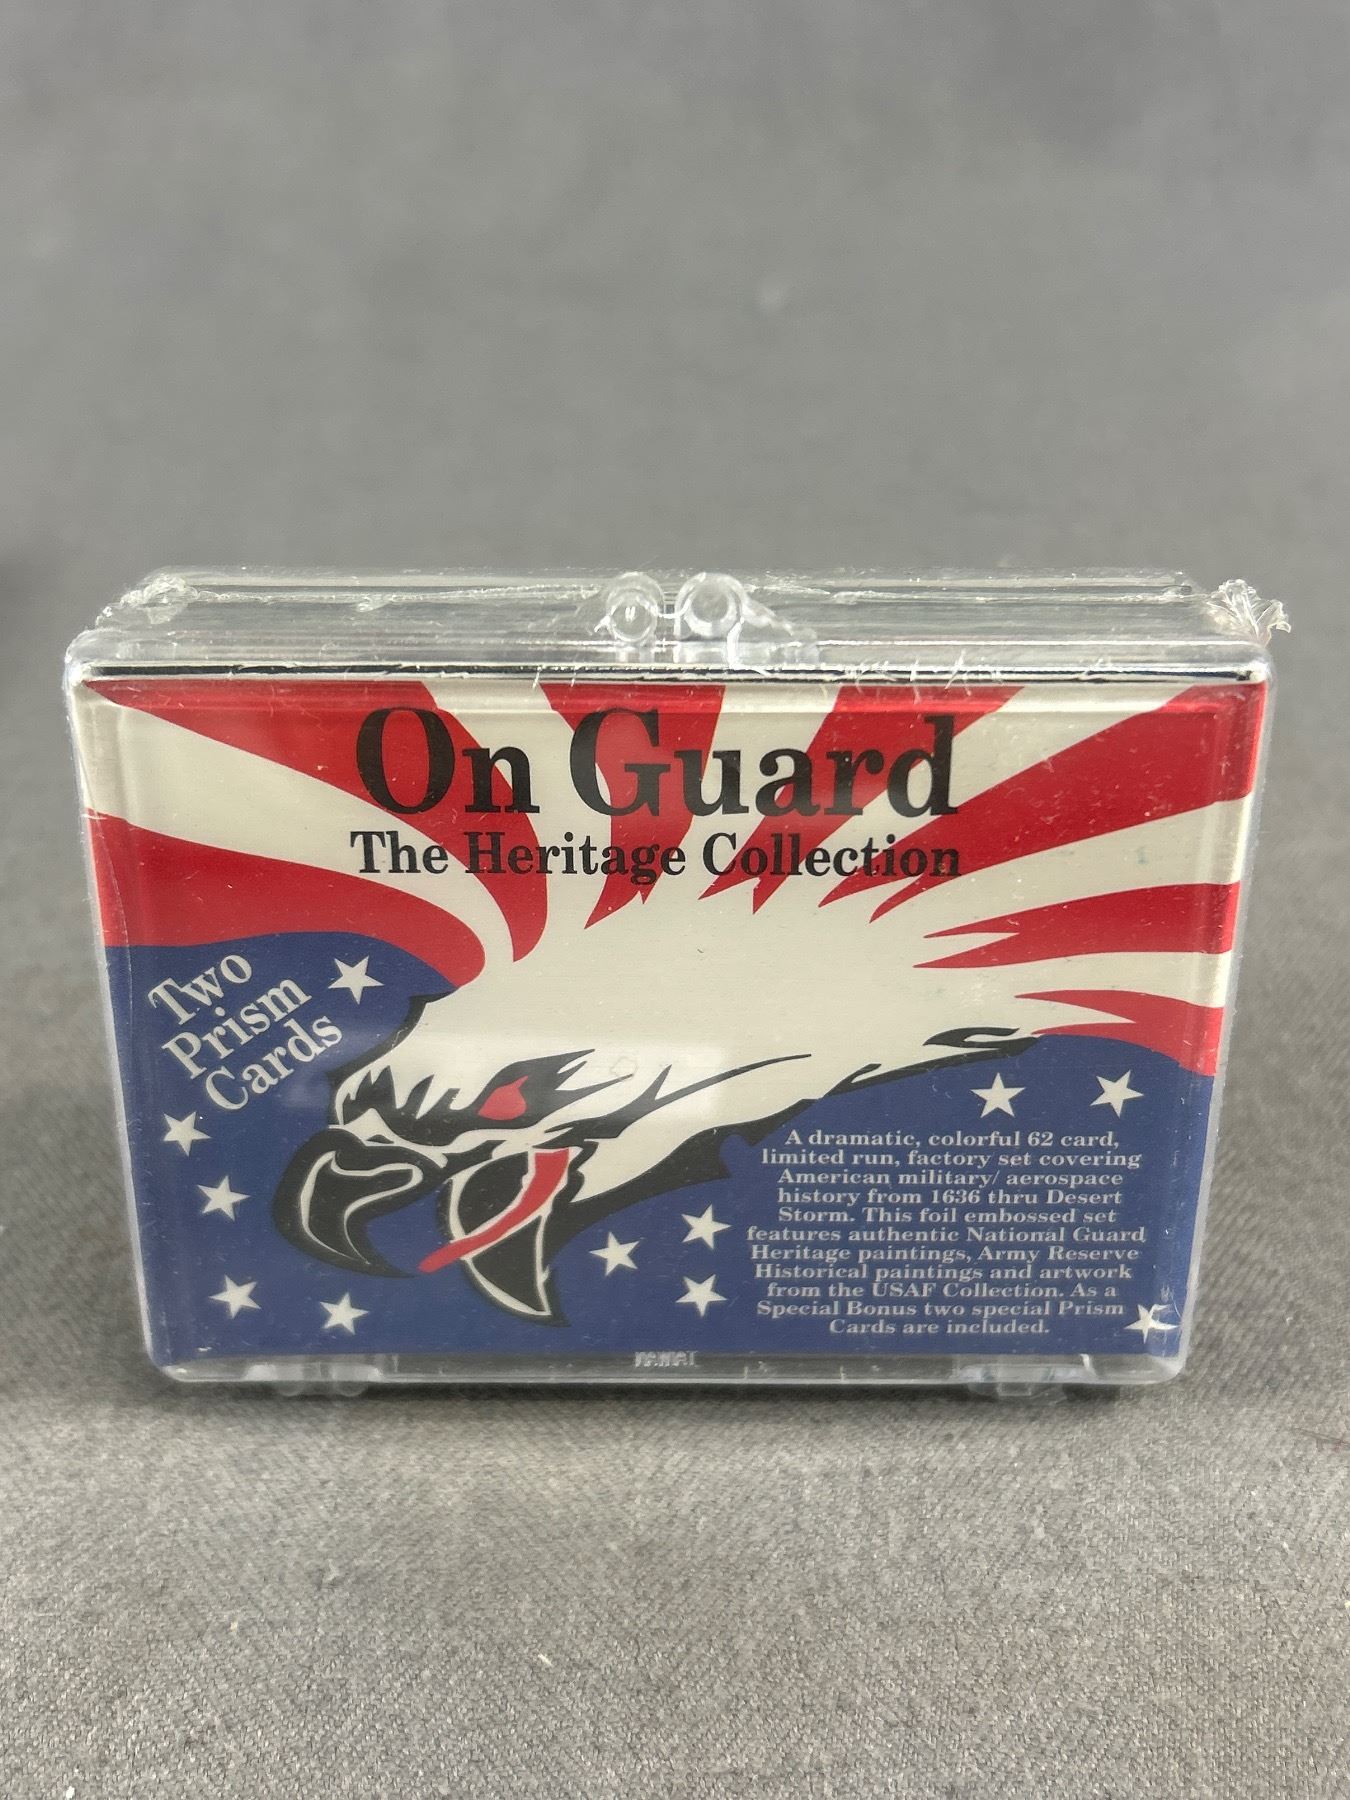 On Guard
The Heritage Collection
Two
Prism
Cards
A dramatic, colorful 62 card,
limited run, factory set covering
American military/ aerospace
history from 1636 thru Desert
Storm. This foil embossed set
features authentic National Guard
Heritage paintings, Army Reserve
Historical paintings and artwork
from the USAF Collection. As a
Special Bonus two special Prism
Cards are included.